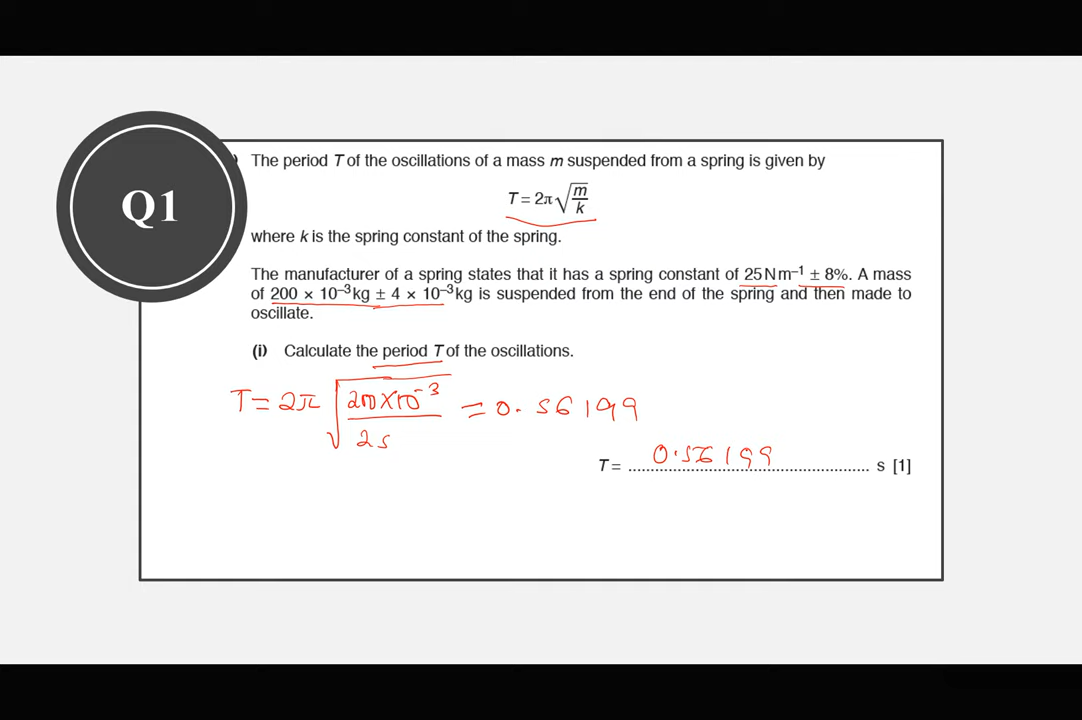 Q1
) The period T of the oscillations of a mass m suspended from a spring is given by
T = 2π√(m/k)
where k is the spring constant of the spring.
The manufacturer of a spring states that it has a spring constant of 25 N m⁻¹ ± 8%. A mass
of 200 × 10⁻³ kg ± 4 × 10⁻³ kg is suspended from the end of the spring and then made to
oscillate.
(i) Calculate the period T of the oscillations.
T = 2π√(200×10⁻³/25) = 0.56199
T = 0.56199 s [1]